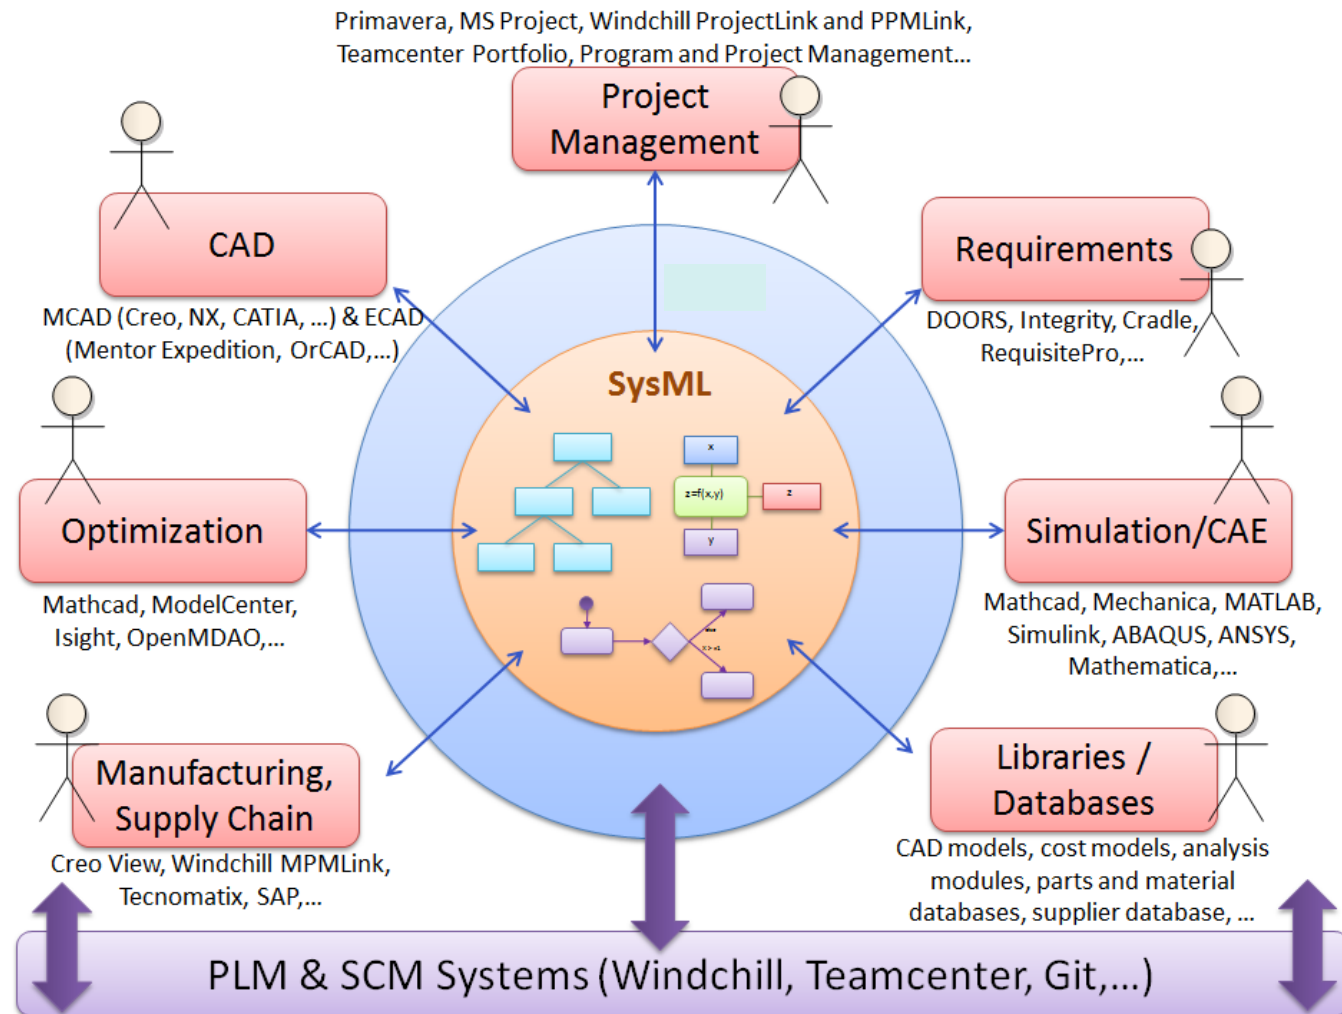 Primavera, MS Project, Windchill ProjectLink and PPMLink,
Teamcenter Portfolio, Program and Project Management...
Project
Management
CAD
MCAD (Creo, NX, CATIA, ...) & ECAD
(Mentor Expedition, OrCAD,...)
Requirements
DOORS, Integrity, Cradle,
RequisitePro,...
SysML
x
z=f(x,y)
z
y
Optimization
Mathcad, ModelCenter,
Isight, OpenMDAO,...
Simulation/CAE
Mathcad, Mechanica, MATLAB,
Simulink, ABAQUS, ANSYS,
Mathematica,...
Manufacturing,
Supply Chain
Creo View, Windchill MPMLink,
Tecnomatix, SAP,...
Libraries /
Databases
CAD models, cost models, analysis
modules, parts and material
databases, supplier database, ...
PLM & SCM Systems (Windchill, Teamcenter, Git,...)